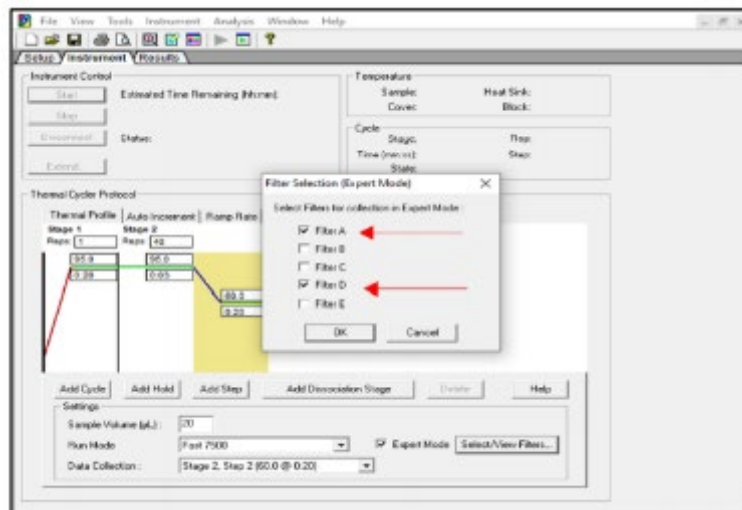 File View Tools Instrument Analysis Window Help
Setup Instrument Results
Instrument Control
Start Estimated Time Remaining (hh:mm):
Stop
Disconnect Status:
Extend...
Temperature
Sample: Heat Sink:
Cover: Block:
Cycle
Stage: Rep:
Time (mm:ss): Step:
State:
Thermal Cycler Protocol
Thermal Profile Auto Increment Ramp Rate
Stage 1 Stage 2
Reps: 1 Reps: 40
95.0 95.0
0:20 0:03
60.0
0:20
Filter Selection (Expert Mode)
Select Filters for collection in Expert Mode :
Filter A
Filter B
Filter C
Filter D
Filter E
OK Cancel
Add Cycle Add Hold Add Step Add Dissociation Stage Delete Help
Settings
Sample Volume (µL) : 20
Run Mode Fast 7500 Expert Mode Select/View Filters...
Data Collection : Stage 2, Step 2 (60.0 @ 0:20)